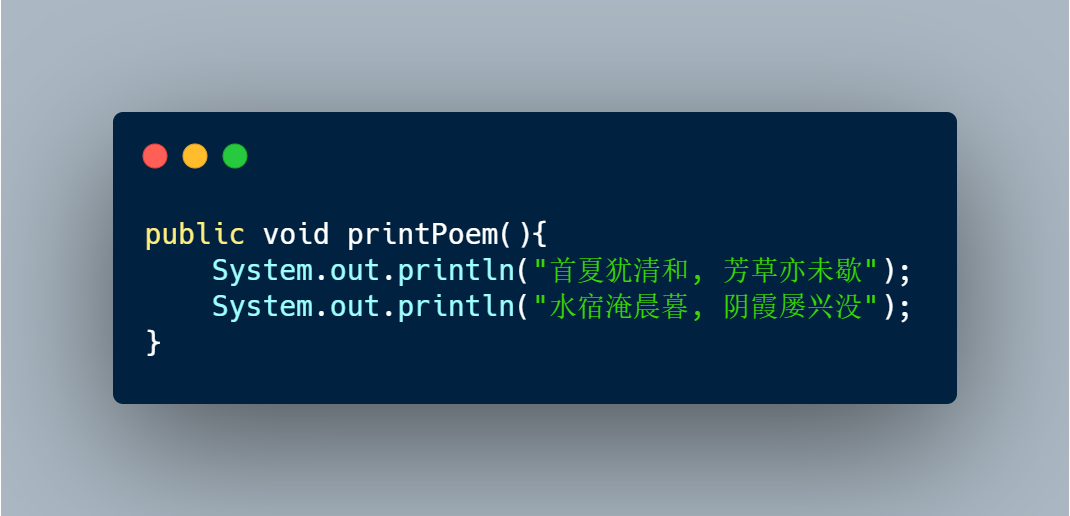 public void printPoem(){
    System.out.println("首夏犹清和, 芳草亦未歇");
    System.out.println("水宿淹晨暮, 阴霞屡兴没");
}